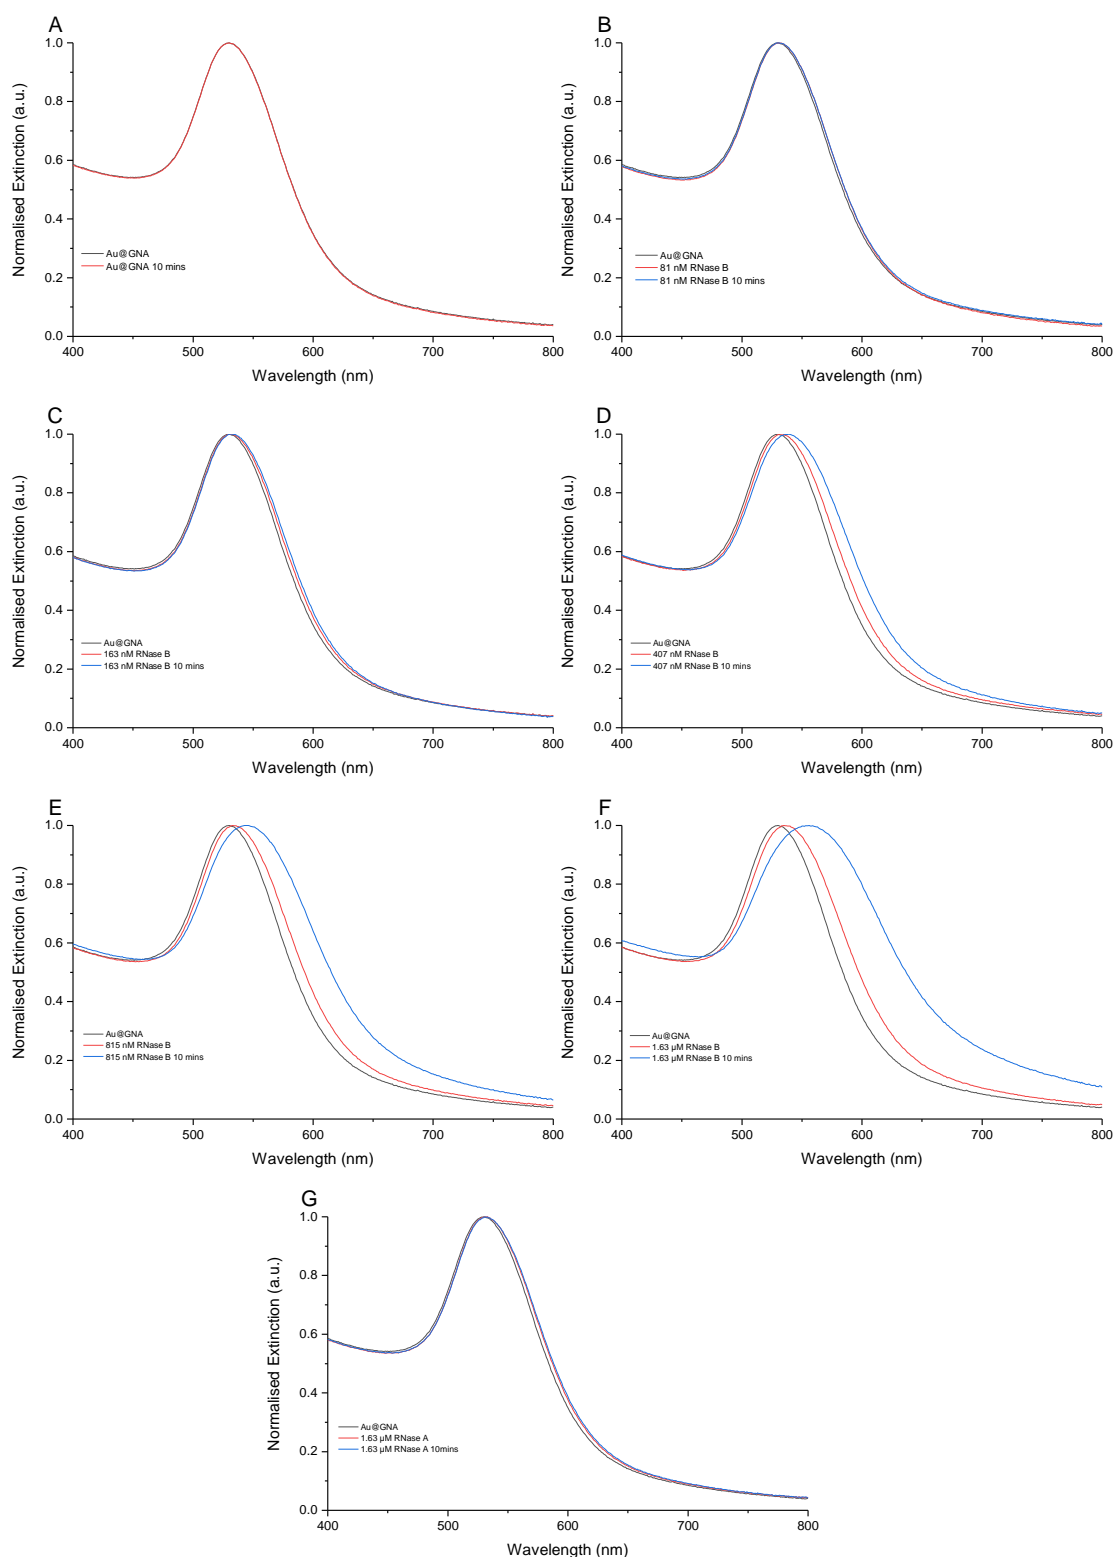 A
Normalised Extinction (a.u.)
1.0
0.8
0.6
0.4
0.2
0.0
Au@GNA
Au@GNA 10 mins
400 500 600 700 800
Wavelength (nm)
B
Normalised Extinction (a.u.)
1.0
0.8
0.6
0.4
0.2
0.0
Au@GNA
81 nM RNase B
81 nM RNase B 10 mins
400 500 600 700 800
Wavelength (nm)
C
Normalised Extinction (a.u.)
1.0
0.8
0.6
0.4
0.2
0.0
Au@GNA
163 nM RNase B
163 nM RNase B 10 mins
400 500 600 700 800
Wavelength (nm)
D
Normalised Extinction (a.u.)
1.0
0.8
0.6
0.4
0.2
0.0
Au@GNA
407 nM RNase B
407 nM RNase B 10 mins
400 500 600 700 800
Wavelength (nm)
E
Normalised Extinction (a.u.)
1.0
0.8
0.6
0.4
0.2
0.0
Au@GNA
815 nM RNase B
815 nM RNase B 10 mins
400 500 600 700 800
Wavelength (nm)
F
Normalised Extinction (a.u.)
1.0
0.8
0.6
0.4
0.2
0.0
Au@GNA
1.63 µM RNase B
1.63 µM RNase B 10 mins
400 500 600 700 800
Wavelength (nm)
G
Normalised Extinction (a.u.)
1.0
0.8
0.6
0.4
0.2
0.0
Au@GNA
1.63 µM RNase A
1.63 µM RNase A 10mins
400 500 600 700 800
Wavelength (nm)